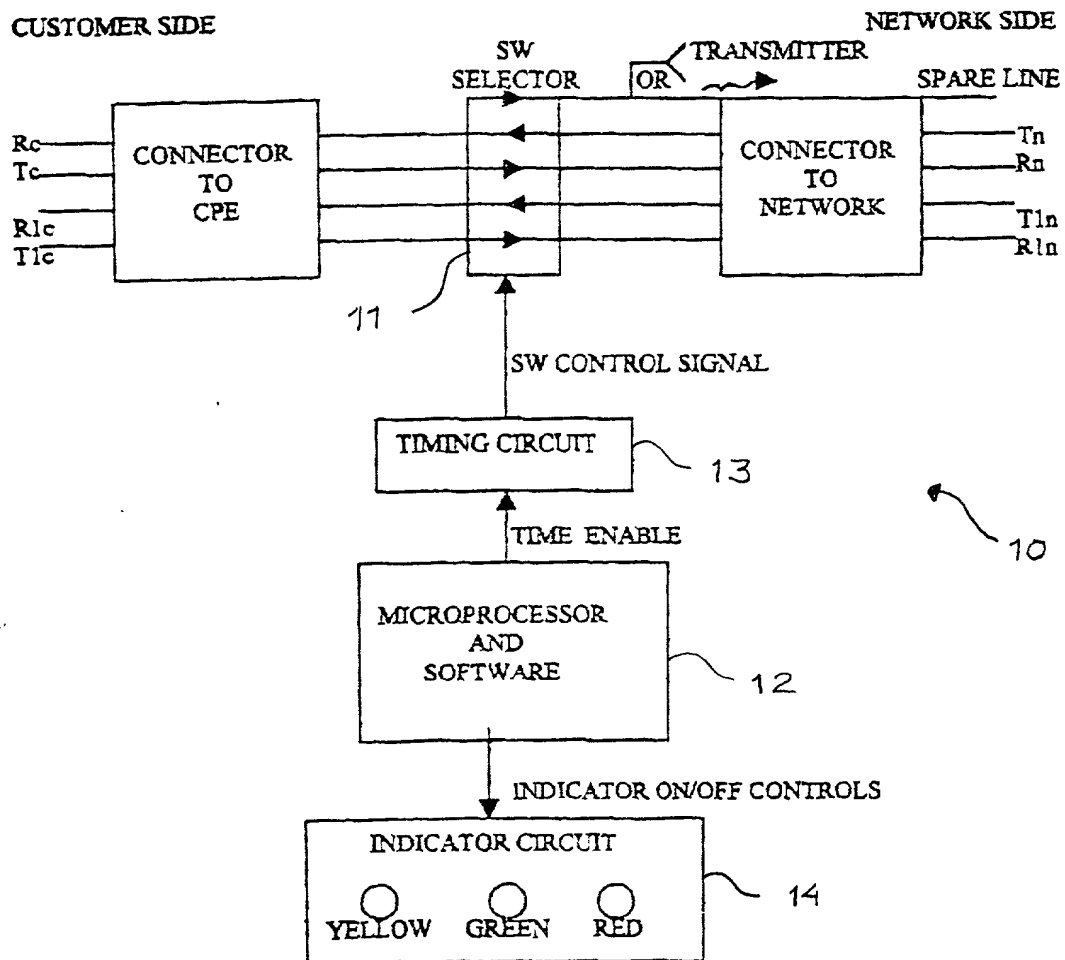 CUSTOMER SIDE
NETWORK SIDE
SW
SELECTOR
OR
TRANSMITTER
SPARE LINE
Rc
Tc
R1c
T1c
CONNECTOR
TO
CPE
CONNECTOR
TO
NETWORK
Tn
Rn
T1n
R1n
11
SW CONTROL SIGNAL
TIMING CIRCUIT
13
TIME ENABLE
10
MICROPROCESSOR
AND
SOFTWARE
12
INDICATOR ON/OFF CONTROLS
INDICATOR CIRCUIT
YELLOW GREEN RED
14